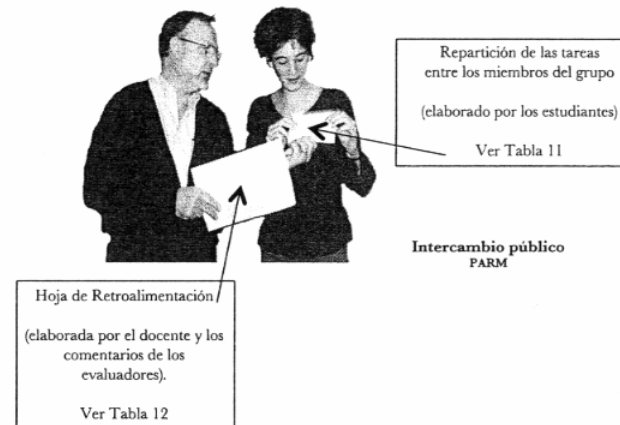 Repartición de las tareas
entre los miembros del grupo
(elaborado por los estudiantes)
Ver Tabla 11
Intercambio público
PARM
Hoja de Retroalimentación
(elaborada por el docente y los
comentarios de los
evaluadores).
Ver Tabla 12